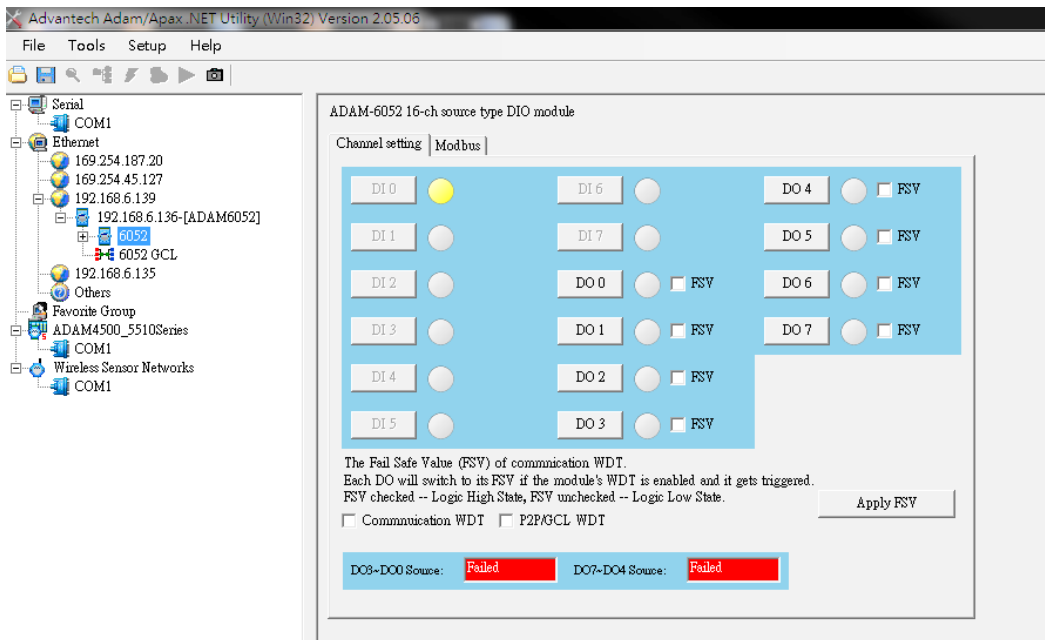 Advantech Adam/Apax .NET Utility (Win32) Version 2.05.06
File Tools Setup Help
Serial
COM1
Ethernet
169.254.187.20
169.254.45.127
192.168.6.139
192.168.6.136-[ADAM6052]
6052
6052 GCL
192.168.6.135
Others
Favorite Group
ADAM4500_5510Series
COM1
Wireless Sensor Networks
COM1
ADAM-6052 16-ch source type DIO module
Channel setting Modbus
DI 0 DI 6 DO 4 FSV
DI 1 DI 7 DO 5 FSV
DI 2 DO 0 FSV DO 6 FSV
DI 3 DO 1 FSV DO 7 FSV
DI 4 DO 2 FSV
DI 5 DO 3 FSV
The Fail Safe Value (FSV) of commnication WDT.
Each DO will switch to its FSV if the module's WDT is enabled and it gets triggered.
FSV checked -- Logic High State, FSV unchecked -- Logic Low State.
Apply FSV
Commnuication WDT P2P/GCL WDT
DO3~DO0 Source: Failed DO7~DO4 Source: Failed